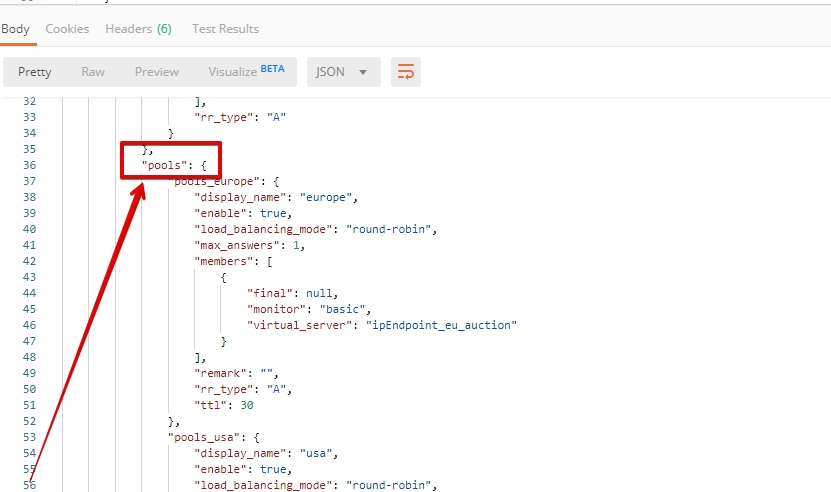 Body Cookies Headers (6) Test Results
Pretty Raw Preview Visualize BETA JSON
32 ],
33 "rr_type": "A"
34 }
35 },
36 "pools": {
37 "pools_europe": {
38 "display_name": "europe",
39 "enable": true,
40 "load_balancing_mode": "round-robin",
41 "max_answers": 1,
42 "members": [
43 {
44 "final": null,
45 "monitor": "basic",
46 "virtual_server": "ipEndpoint_eu_auction"
47 }
48 ],
49 "remark": "",
50 "rr_type": "A",
51 "ttl": 30
52 },
53 "pools_usa": {
54 "display_name": "usa",
55 "enable": true,
56 "load_balancing_mode": "round-robin",